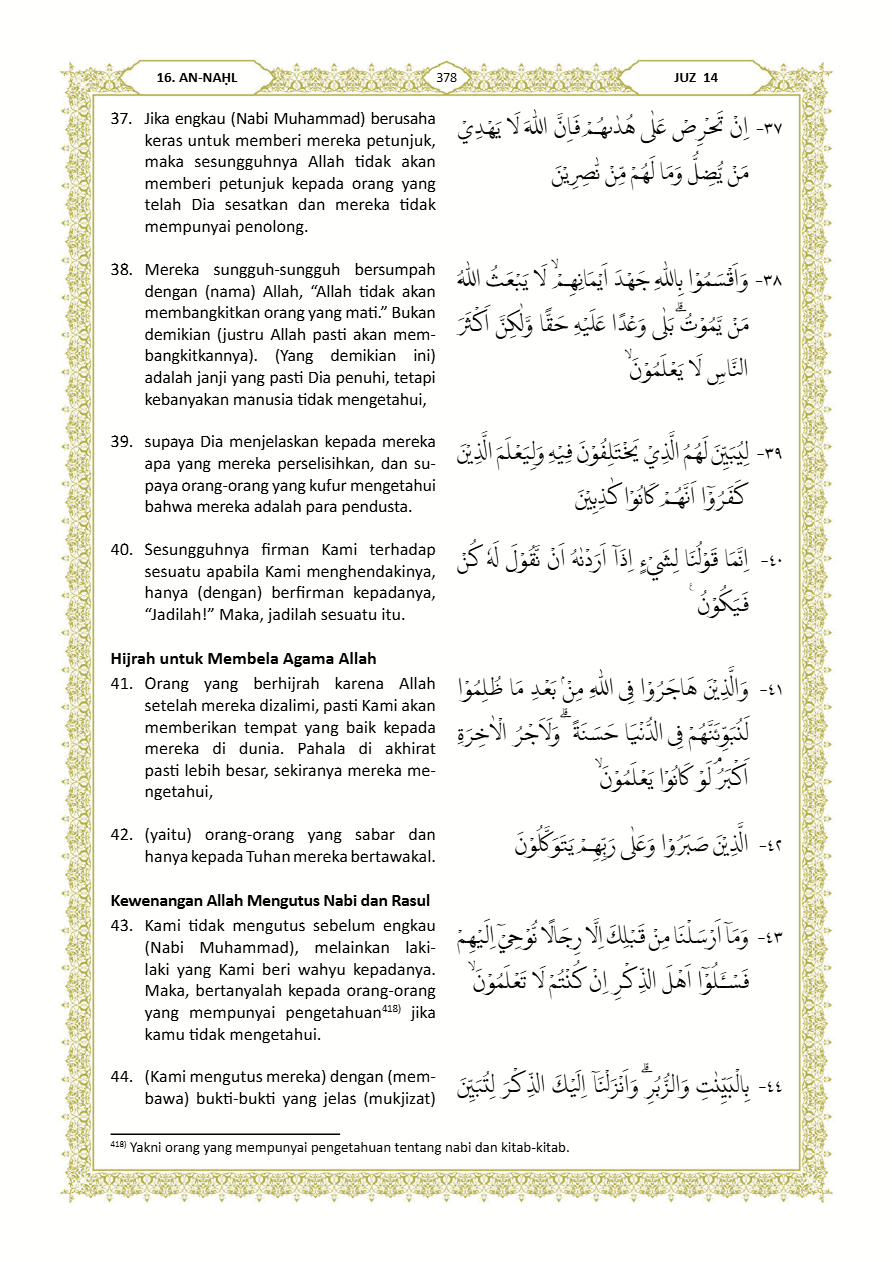 16. AN-NAḤL
378
JUZ 14
37. Jika engkau (Nabi Muhammad) berusaha
keras untuk memberi mereka petunjuk,
maka sesungguhnya Allah tidak akan
memberi petunjuk kepada orang yang
telah Dia sesatkan dan mereka tidak
mempunyai penolong.
٣٧- اِنْ تَحْرِصْ عَلٰى هُدٰىهُمْ فَاِنَّ اللّٰهَ لَا يَهْدِيْ
مَنْ يُّضِلُّ وَمَا لَهُمْ مِّنْ نّٰصِرِيْنَ
38. Mereka sungguh-sungguh bersumpah
dengan (nama) Allah, “Allah tidak akan
membangkitkan orang yang mati.” Bukan
demikian (justru Allah pasti akan mem-
bangkitkannya). (Yang demikian ini)
adalah janji yang pasti Dia penuhi, tetapi
kebanyakan manusia tidak mengetahui,
٣٨- وَاَقْسَمُوْا بِاللّٰهِ جَهْدَ اَيْمَانِهِمْۙ لَا يَبْعَثُ اللّٰهُ
مَنْ يَّمُوْتُۗ بَلٰى وَعْدًا عَلَيْهِ حَقًّا وَّلٰكِنَّ اَكْثَرَ
النَّاسِ لَا يَعْلَمُوْنَۙ
39. supaya Dia menjelaskan kepada mereka
apa yang mereka perselisihkan, dan su-
paya orang-orang yang kufur mengetahui
bahwa mereka adalah para pendusta.
٣٩- لِيُبَيِّنَ لَهُمُ الَّذِيْ يَخْتَلِفُوْنَ فِيْهِ وَلِيَعْلَمَ الَّذِيْنَ
كَفَرُوْٓا اَنَّهُمْ كَانُوْا كٰذِبِيْنَ
40. Sesungguhnya firman Kami terhadap
sesuatu apabila Kami menghendakinya,
hanya (dengan) berfirman kepadanya,
“Jadilah!” Maka, jadilah sesuatu itu.
٤٠- اِنَّمَا قَوْلُنَا لِشَيْءٍ اِذَآ اَرَدْنٰهُ اَنْ نَّقُوْلَ لَهٗ كُنْ
فَيَكُوْنُ ࣖ
Hijrah untuk Membela Agama Allah
41. Orang yang berhijrah karena Allah
setelah mereka dizalimi, pasti Kami akan
memberikan tempat yang baik kepada
mereka di dunia. Pahala di akhirat
pasti lebih besar, sekiranya mereka me-
ngetahui,
٤١- وَالَّذِيْنَ هَاجَرُوْا فِى اللّٰهِ مِنْۢ بَعْدِ مَا ظُلِمُوْا
لَنُبَوِّئَنَّهُمْ فِى الدُّنْيَا حَسَنَةً ۗوَلَاَجْرُ الْاٰخِرَةِ
اَكْبَرُۘ لَوْ كَانُوْا يَعْلَمُوْنَۙ
42. (yaitu) orang-orang yang sabar dan
hanya kepada Tuhan mereka bertawakal.
٤٢- الَّذِيْنَ صَبَرُوْا وَعَلٰى رَبِّهِمْ يَتَوَكَّلُوْنَ
Kewenangan Allah Mengutus Nabi dan Rasul
43. Kami tidak mengutus sebelum engkau
(Nabi Muhammad), melainkan laki-
laki yang Kami beri wahyu kepadanya.
Maka, bertanyalah kepada orang-orang
yang mempunyai pengetahuan⁴¹⁸⁾ jika
kamu tidak mengetahui.
٤٣- وَمَآ اَرْسَلْنَا مِنْ قَبْلِكَ اِلَّا رِجَالًا نُّوْحِيْٓ اِلَيْهِمْ
فَسْـَٔلُوْٓا اَهْلَ الذِّكْرِ اِنْ كُنْتُمْ لَا تَعْلَمُوْنَۙ
44. (Kami mengutus mereka) dengan (mem-
bawa) bukti-bukti yang jelas (mukjizat)
٤٤- بِالْبَيِّنٰتِ وَالزُّبُرِۗ وَاَنْزَلْنَآ اِلَيْكَ الذِّكْرَ لِتُبَيِّنَ
⁴¹⁸⁾ Yakni orang yang mempunyai pengetahuan tentang nabi dan kitab-kitab.